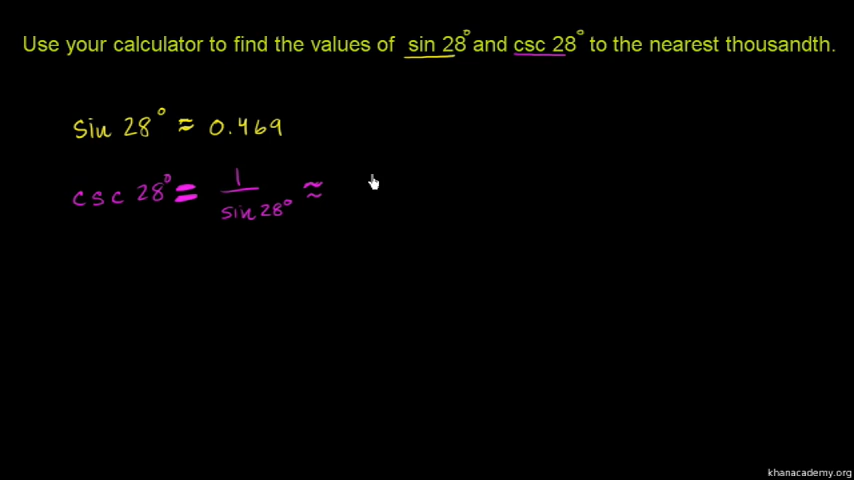 Use your calculator to find the values of sin 28° and csc 28° to the nearest thousandth.
sin 28° ≈ 0.469
csc 28° = 1/sin 28° ≈
khanacademy.org